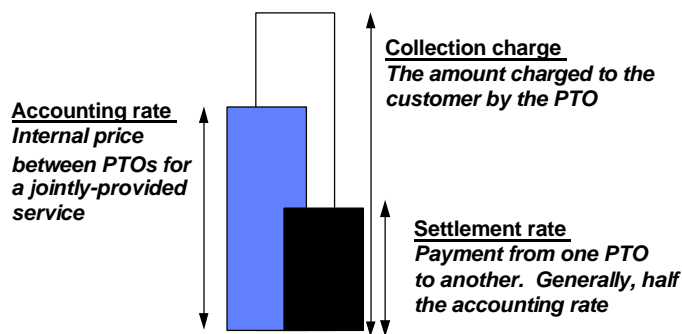 Collection charge
The amount charged to the
customer by the PTO
Accounting rate
Internal price
between PTOs for
a jointly-provided
service
Settlement rate
Payment from one PTO
to another.  Generally, half
the accounting rate